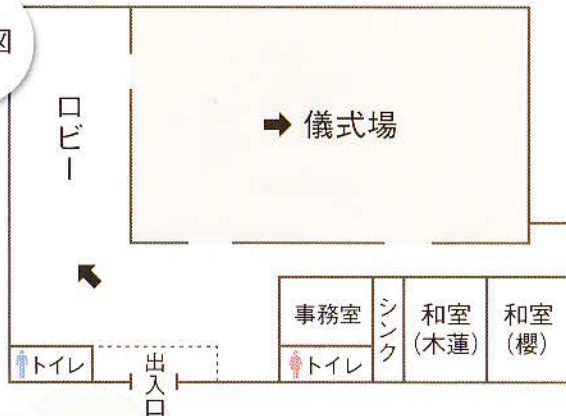 図
ロビー
儀式場
事務室
シンク
和室
(木蓮)
和室
(櫻)
トイレ
出入口
トイレ